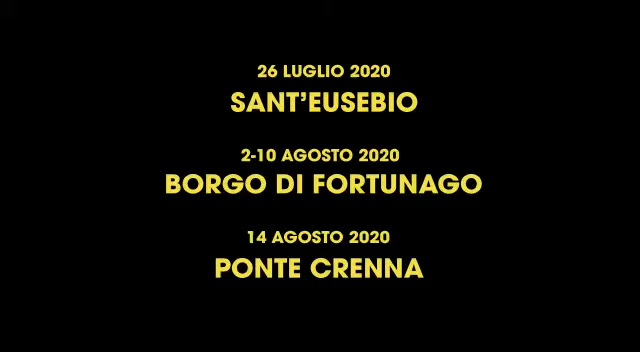 26 LUGLIO 2020
SANT'EUSEBIO
2-10 AGOSTO 2020
BORGO DI FORTUNAGO
14 AGOSTO 2020
PONTE CRENNA